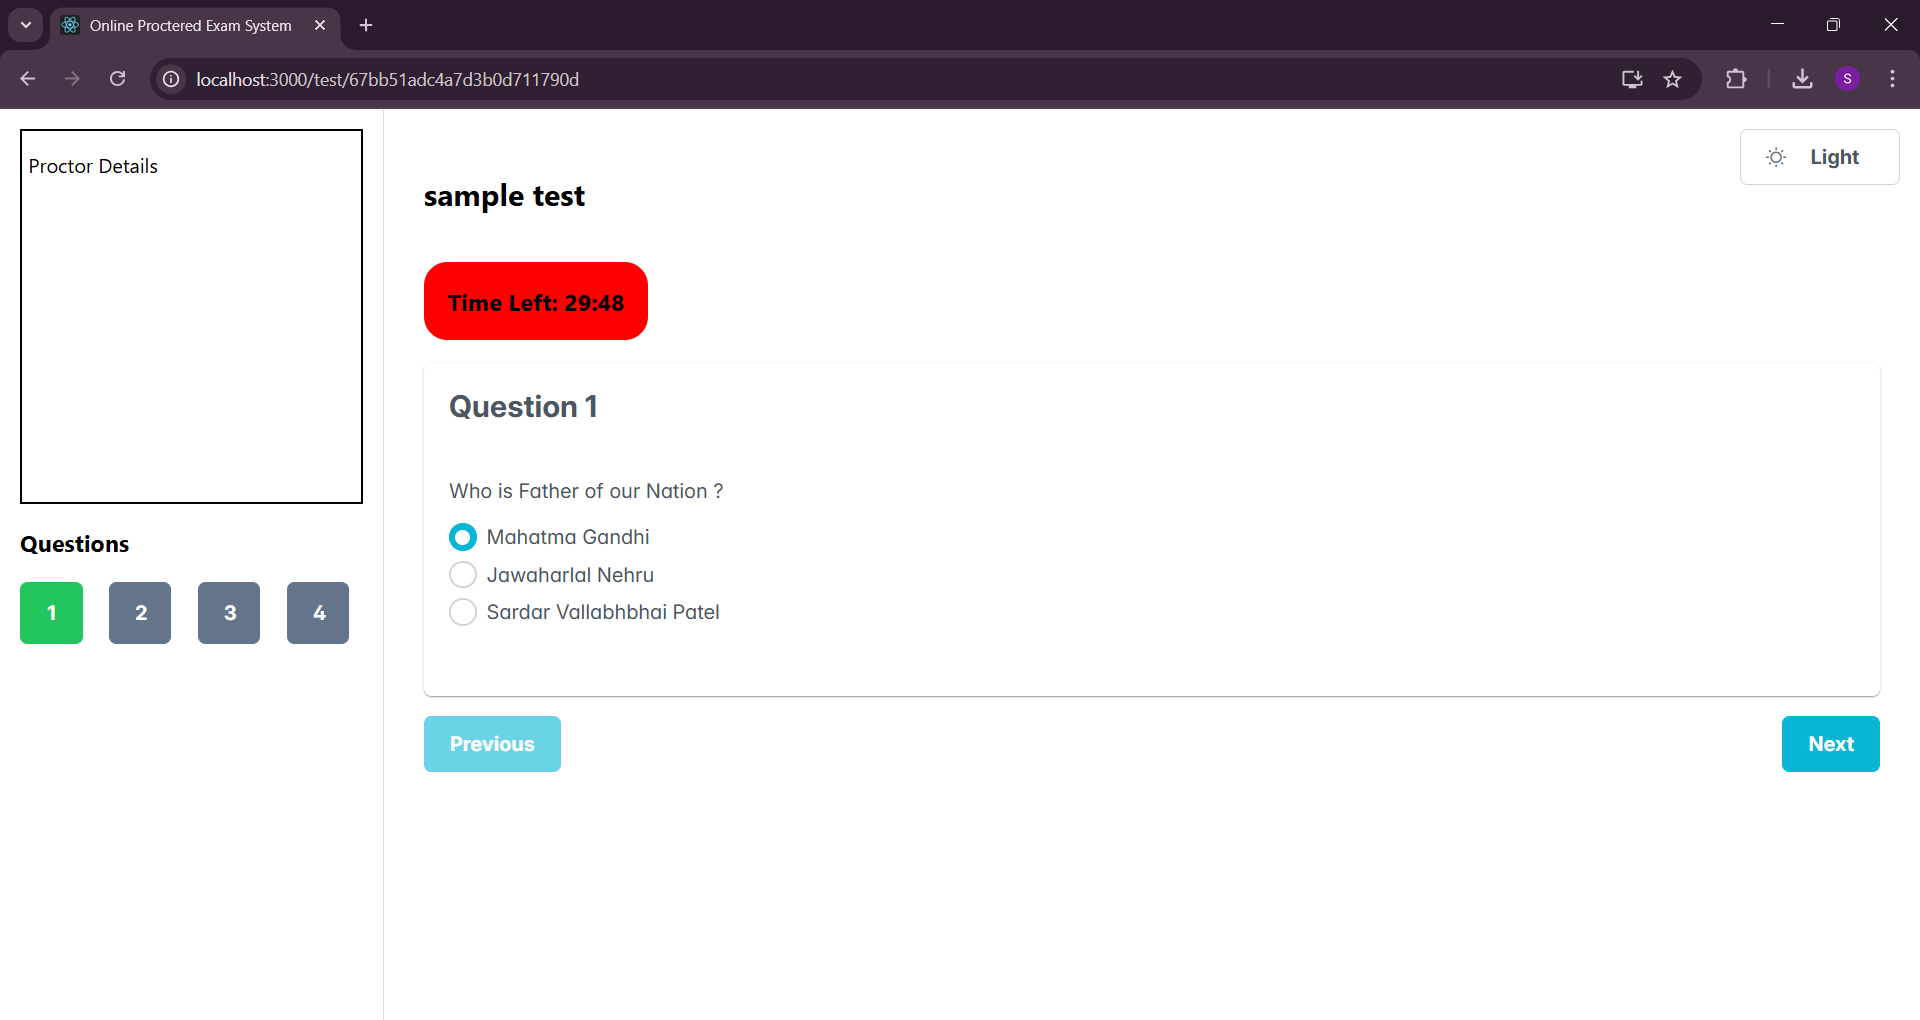 Online Proctered Exam System
localhost:3000/test/67bb51adc4a7d3b0d711790d
S
Proctor Details
Light
sample test
Time Left: 29:48
Question 1
Who is Father of our Nation ?
Mahatma Gandhi
Jawaharlal Nehru
Sardar Vallabhbhai Patel
Questions
1 2 3 4
Previous
Next